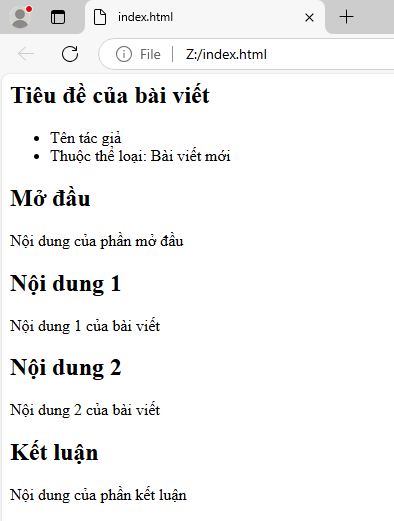 index.html
File
Z:/index.html
Tiêu đề của bài viết
Tên tác giả
Thuộc thể loại: Bài viết mới
Mở đầu
Nội dung của phần mở đầu
Nội dung 1
Nội dung 1 của bài viết
Nội dung 2
Nội dung 2 của bài viết
Kết luận
Nội dung của phần kết luận